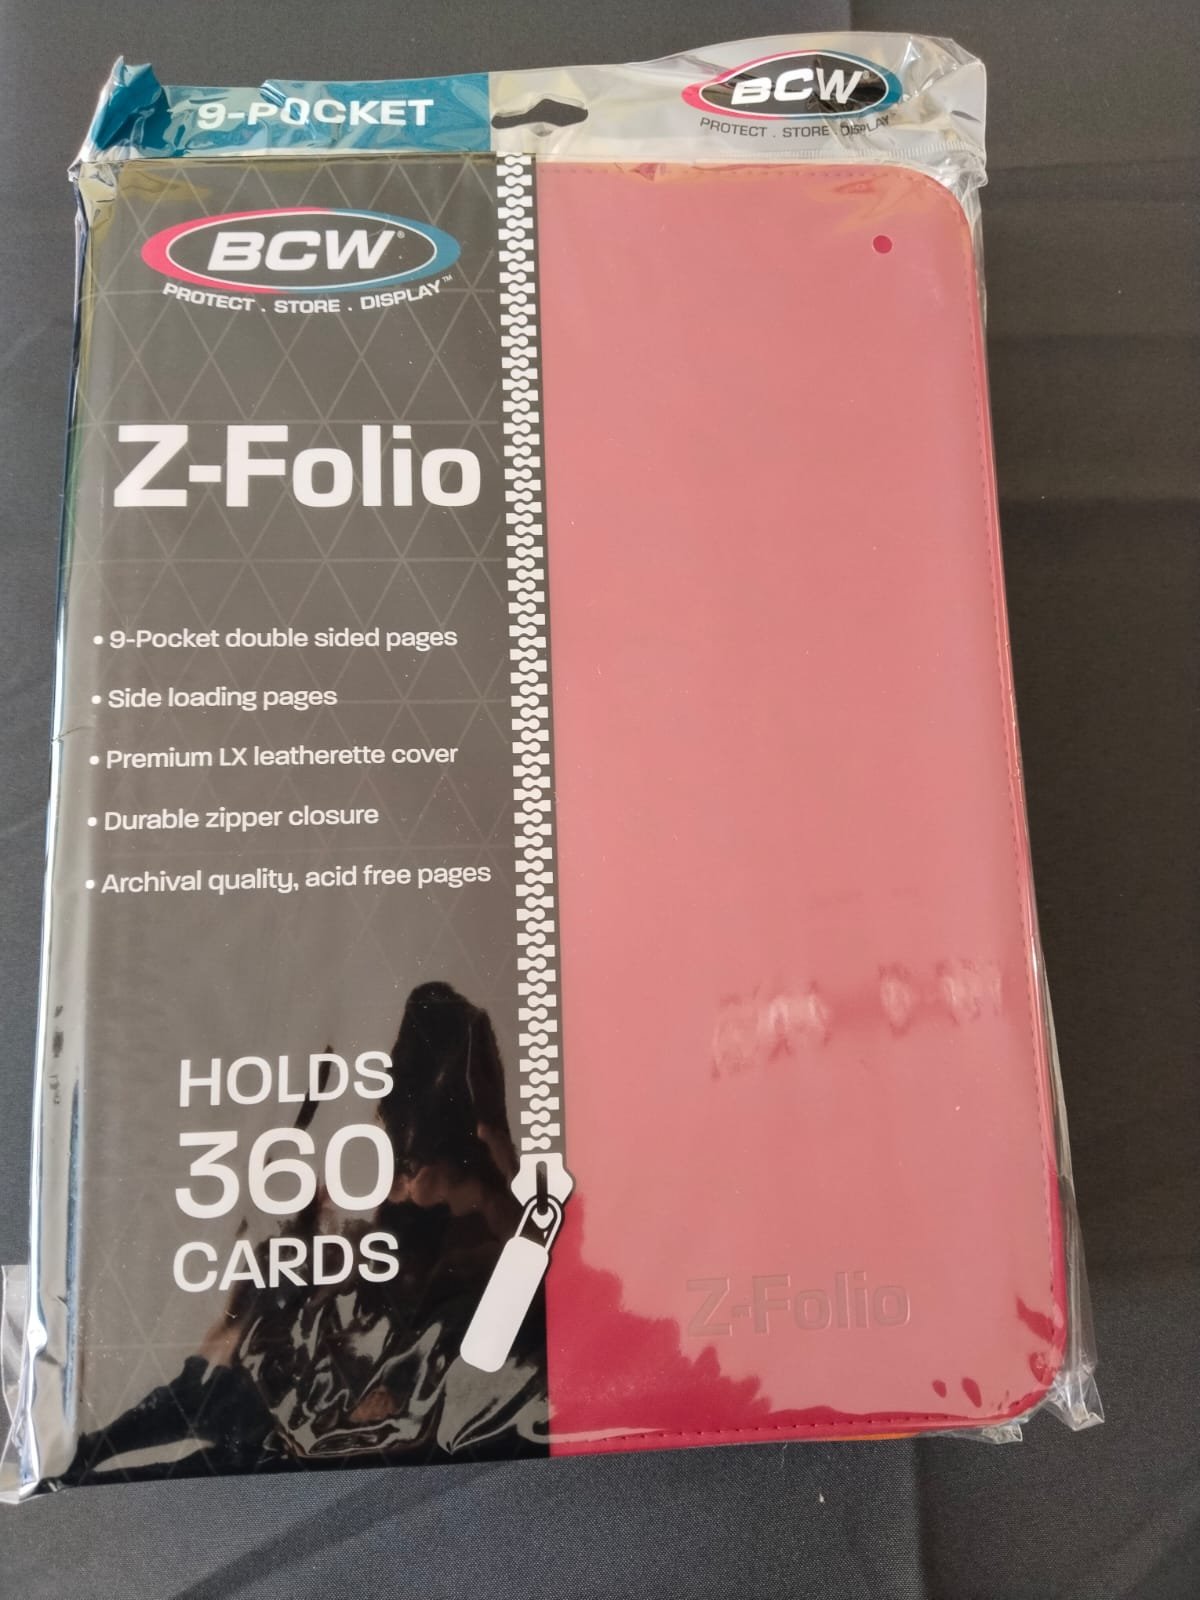 9-POCKET
BCW
PROTECT . STORE . DISPLAY
BCW®
PROTECT . STORE . DISPLAY™
Z-Folio
• 9-Pocket double sided pages
• Side loading pages
• Premium LX leatherette cover
• Durable zipper closure
• Archival quality, acid free pages
HOLDS
360
CARDS
Z-Folio